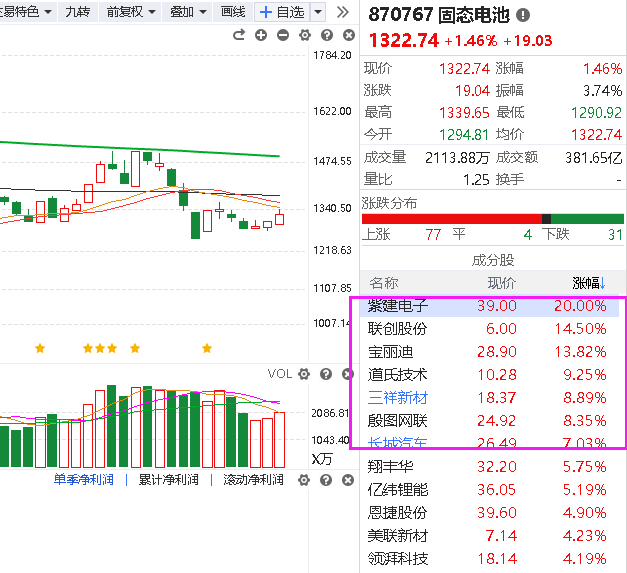 交易特色 九转 前复权 叠加 画线 + 自选
870767 固态电池
1322.74 +1.46% +19.03
现价 1322.74 涨幅 1.46%
涨跌 19.04 振幅 3.74%
最高 1339.65 最低 1290.92
今开 1294.81 均价 1322.74
成交量 2113.88万 成交额 381.65亿
量比 1.25 换手 -
涨跌分布
上涨 77 平 4 下跌 31
成分股
名称 现价 涨幅↓
紫建电子 39.00 20.00%
联创股份 6.00 14.50%
宝丽迪 28.90 13.82%
道氏技术 10.28 9.25%
三祥新材 18.37 8.89%
殷图网联 24.92 8.35%
长城汽车 26.49 7.03%
翔丰华 32.20 5.75%
亿纬锂能 36.05 5.19%
恩捷股份 39.60 4.90%
美联新材 7.14 4.23%
领湃科技 18.14 4.19%
1784.20
1622.00
1474.55
1340.50
1218.63
1107.85
1007.14
VOL
2086.81
1043.40
X万
单季净利润 累计净利润 滚动净利润